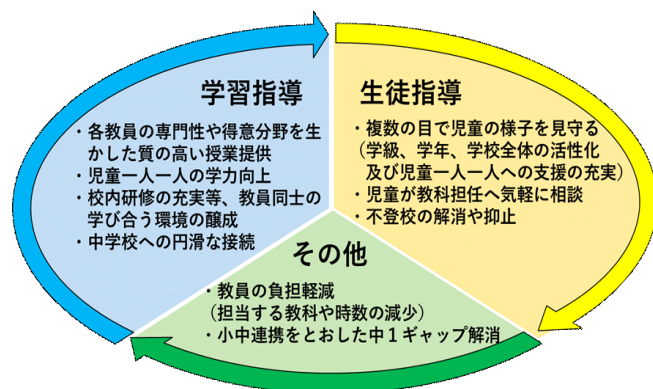 学習指導
・各教員の専門性や得意分野を生
かした質の高い授業提供
・児童一人一人の学力向上
・校内研修の充実等、教員同士の
学び合う環境の醸成
・中学校への円滑な接続
生徒指導
・複数の目で児童の様子を見守る
（学級、学年、学校全体の活性化
及び児童一人一人への支援の充実）
・児童が教科担任へ気軽に相談
・不登校の解消や抑止
その他
・教員の負担軽減
（担当する教科や時数の減少）
・小中連携をとおした中１ギャップ解消